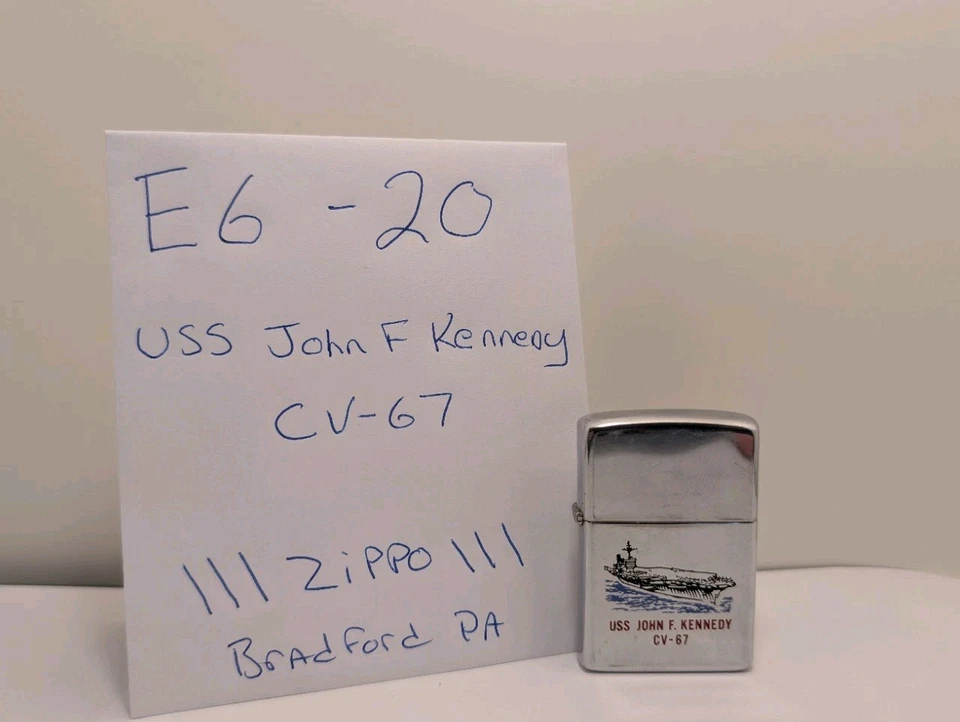 E6 - 20
USS John F Kennedy
CV-67
\\\ ZiPPO \\\
BrAdford PA
USS JOHN F. KENNEDY
CV-67